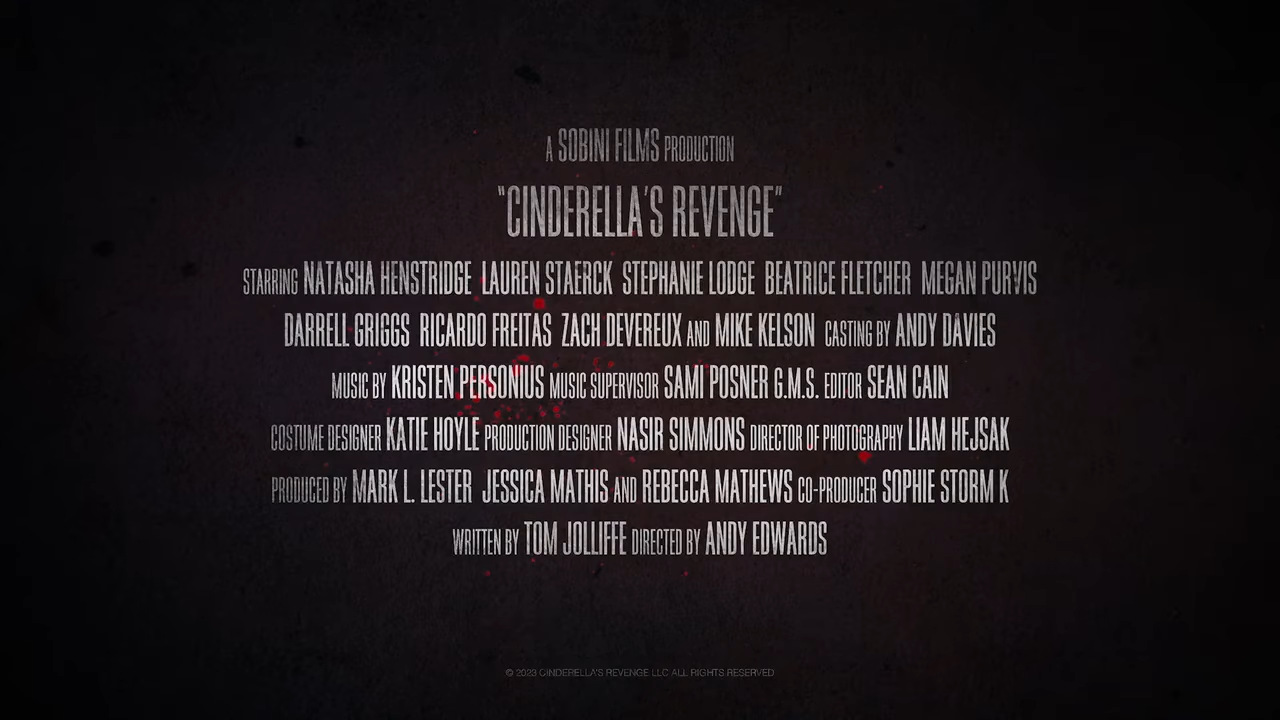 A SOBINI FILMS PRODUCTION
"CINDERELLA'S REVENGE"
STARRING NATASHA HENSTRIDGE LAUREN STAERCK STEPHANIE LODGE BEATRICE FLETCHER MEGAN PURVIS
DARRELL GRIGGS RICARDO FREITAS ZACH DEVEREUX AND MIKE KELSON CASTING BY ANDY DAVIES
MUSIC BY KRISTEN PERSONIUS MUSIC SUPERVISOR SAMI POSNER G.M.S. EDITOR SEAN CAIN
COSTUME DESIGNER KATIE HOYLE PRODUCTION DESIGNER NASIR SIMMONS DIRECTOR OF PHOTOGRAPHY LIAM HEJSAK
PRODUCED BY MARK L. LESTER JESSICA MATHIS AND REBECCA MATHEWS CO-PRODUCER SOPHIE STORM K
WRITTEN BY TOM JOLLIFFE DIRECTED BY ANDY EDWARDS
© 2023 CINDERELLA'S REVENGE LLC ALL RIGHTS RESERVED